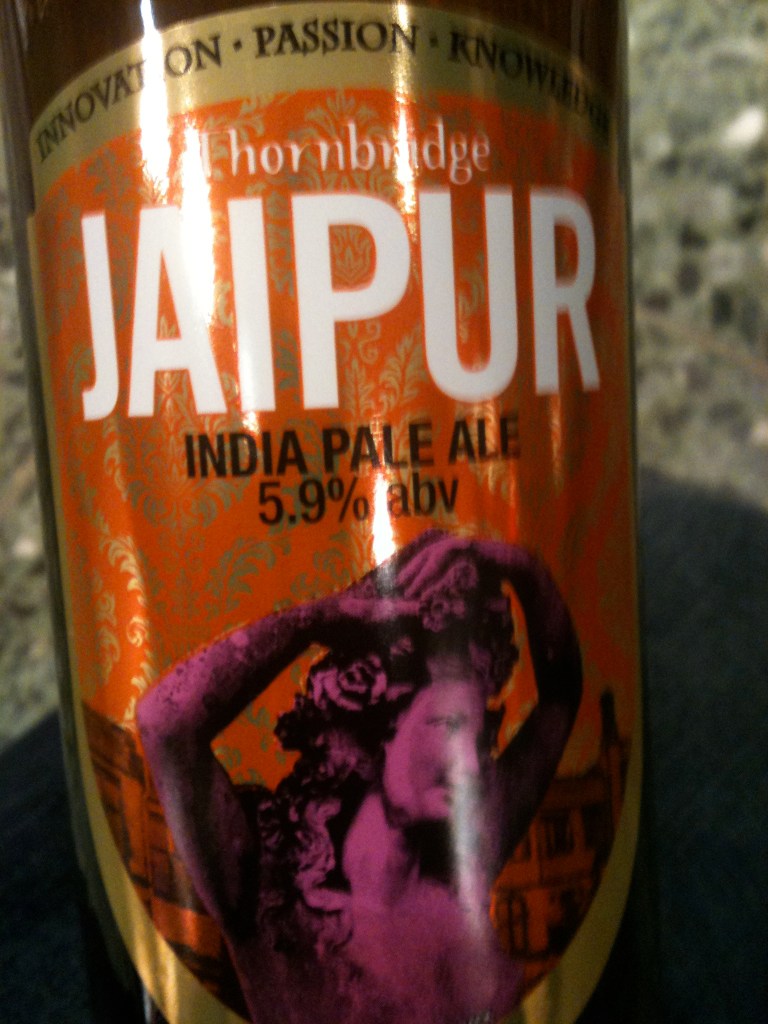 INNOVATION · PASSION · KNOWLEDGE
Thornbridge
JAIPUR
INDIA PALE ALE
5.9% abv